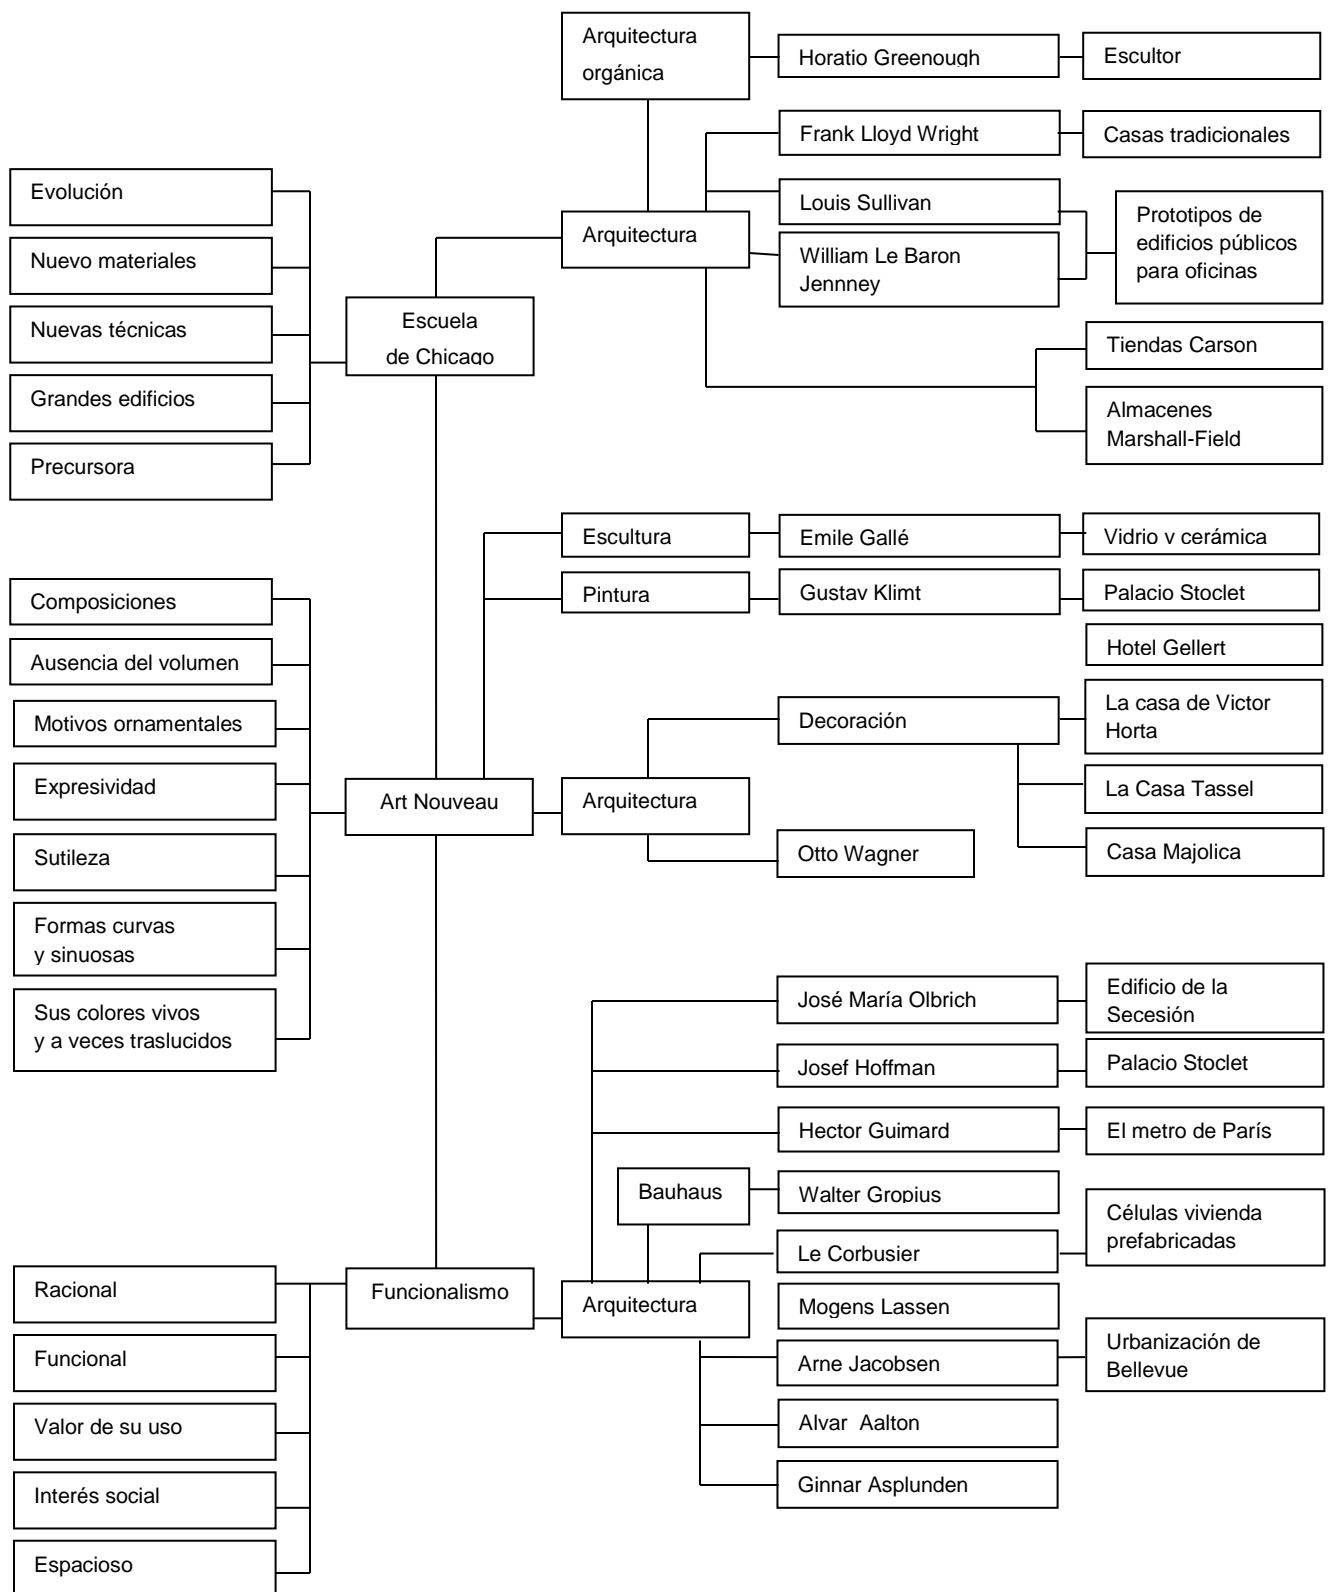 Arquitectura
orgánica
Horatio Greenough
Escultor
Frank Lloyd Wright
Casas tradicionales
Evolución
Louis Sullivan
Prototipos de
edificios públicos
para oficinas
Arquitectura
Nuevo materiales
William Le Baron
Jennney
Nuevas técnicas
Escuela
de Chicago
Tiendas Carson
Grandes edificios
Almacenes
Marshall-Field
Precursora
Escultura
Emile Gallé
Vidrio y cerámica
Composiciones
Pintura
Gustav Klimt
Palacio Stoclet
Ausencia del volumen
Hotel Gellert
Motivos ornamentales
Decoración
La casa de Victor
Horta
Expresividad
Art Nouveau
Arquitectura
La Casa Tassel
Sutileza
Otto Wagner
Casa Majolica
Formas curvas
y sinuosas
Sus colores vivos
y a veces traslucidos
José María Olbrich
Edificio de la
Secesión
Josef Hoffman
Palacio Stoclet
Hector Guimard
El metro de París
Bauhaus
Walter Gropius
Células vivienda
prefabricadas
Le Corbusier
Racional
Funcionalismo
Arquitectura
Mogens Lassen
Funcional
Arne Jacobsen
Urbanización de
Bellevue
Valor de su uso
Alvar Aalton
Interés social
Ginnar Asplunden
Espacioso